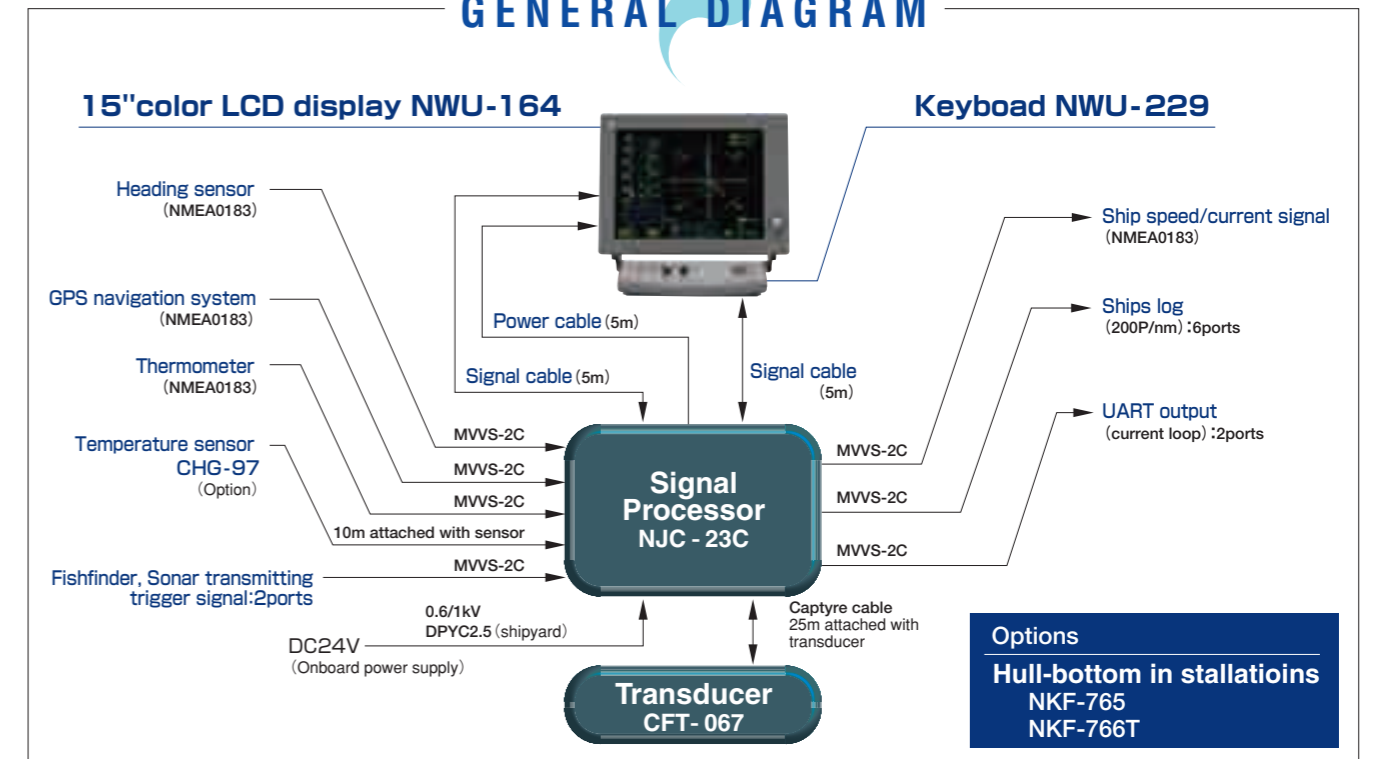 GENERAL DIAGRAM
15"color LCD display NWU-164
Keyboad NWU-229
Heading sensor
(NMEA0183)
GPS navigation system
(NMEA0183)
Thermometer
(NMEA0183)
Temperature sensor
CHG-97
(Option)
Fishfinder, Sonar transmitting
trigger signal:2ports
DC24V
(Onboard power supply)
Power cable (5m)
Signal cable (5m)
Signal cable
(5m)
MVVS-2C
MVVS-2C
MVVS-2C
10m attached with sensor
MVVS-2C
0.6/1kV
DPYC2.5 (shipyard)
Signal
Processor
NJC - 23C
Captyre cable
25m attached with
transducer
Transducer
CFT- 067
MVVS-2C
MVVS-2C
MVVS-2C
Ship speed/current signal
(NMEA0183)
Ships log
(200P/nm) :6ports
UART output
(current loop) :2ports
Options
Hull-bottom in stallatioins
NKF-765
NKF-766T